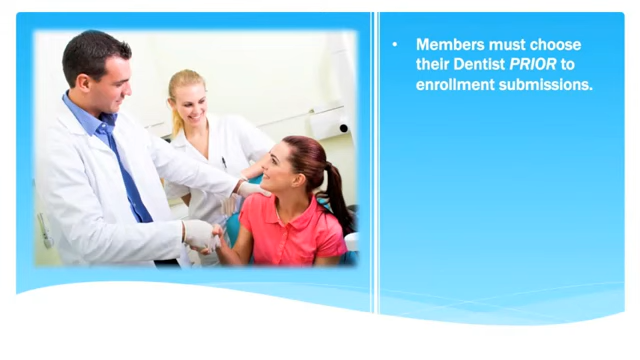 • Members must choose
their Dentist PRIOR to
enrollment submissions.